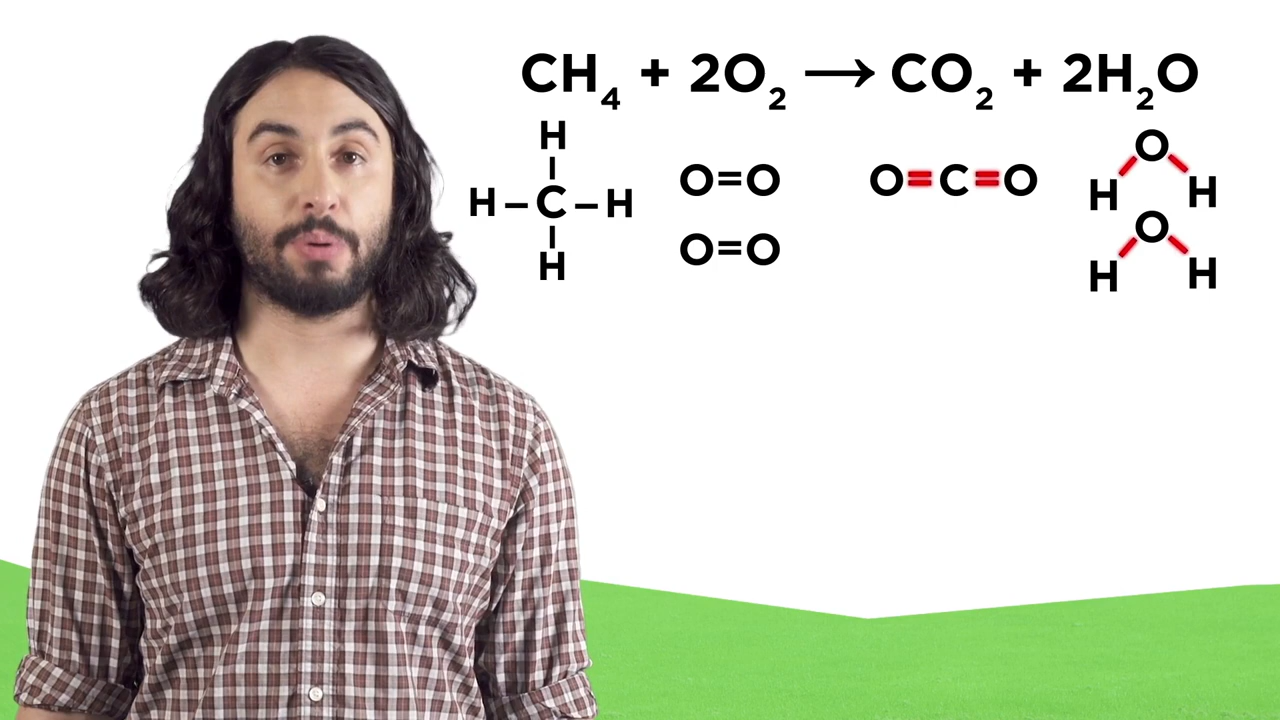 CH₄ + 2O₂ → CO₂ + 2H₂O
H
H–C–H
H
O=O
O=O
O=C=O
O
H H
O
H H